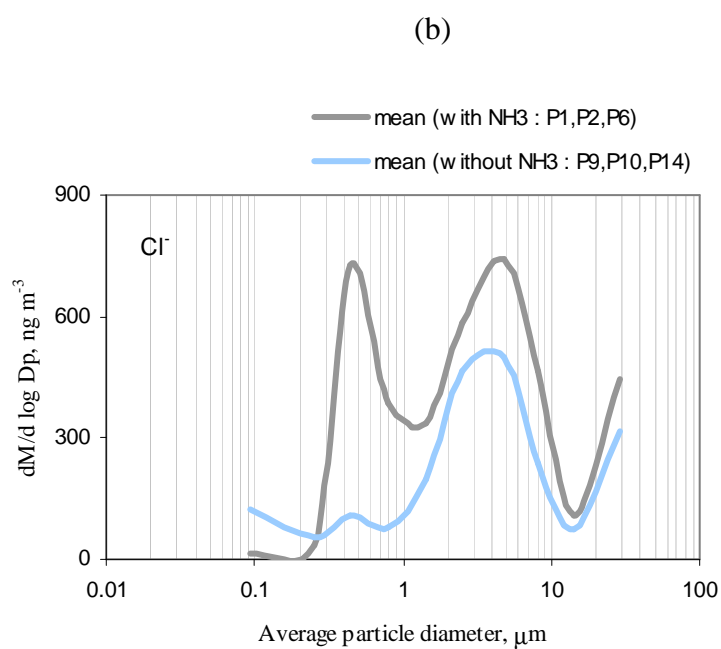 (b)
mean (with NH3 : P1,P2,P6)
mean (without NH3 : P9,P10,P14)
900
Cl-
600
300
0
dM/d log Dp, ng m-3
0.01 0.1 1 10 100
Average particle diameter, μm